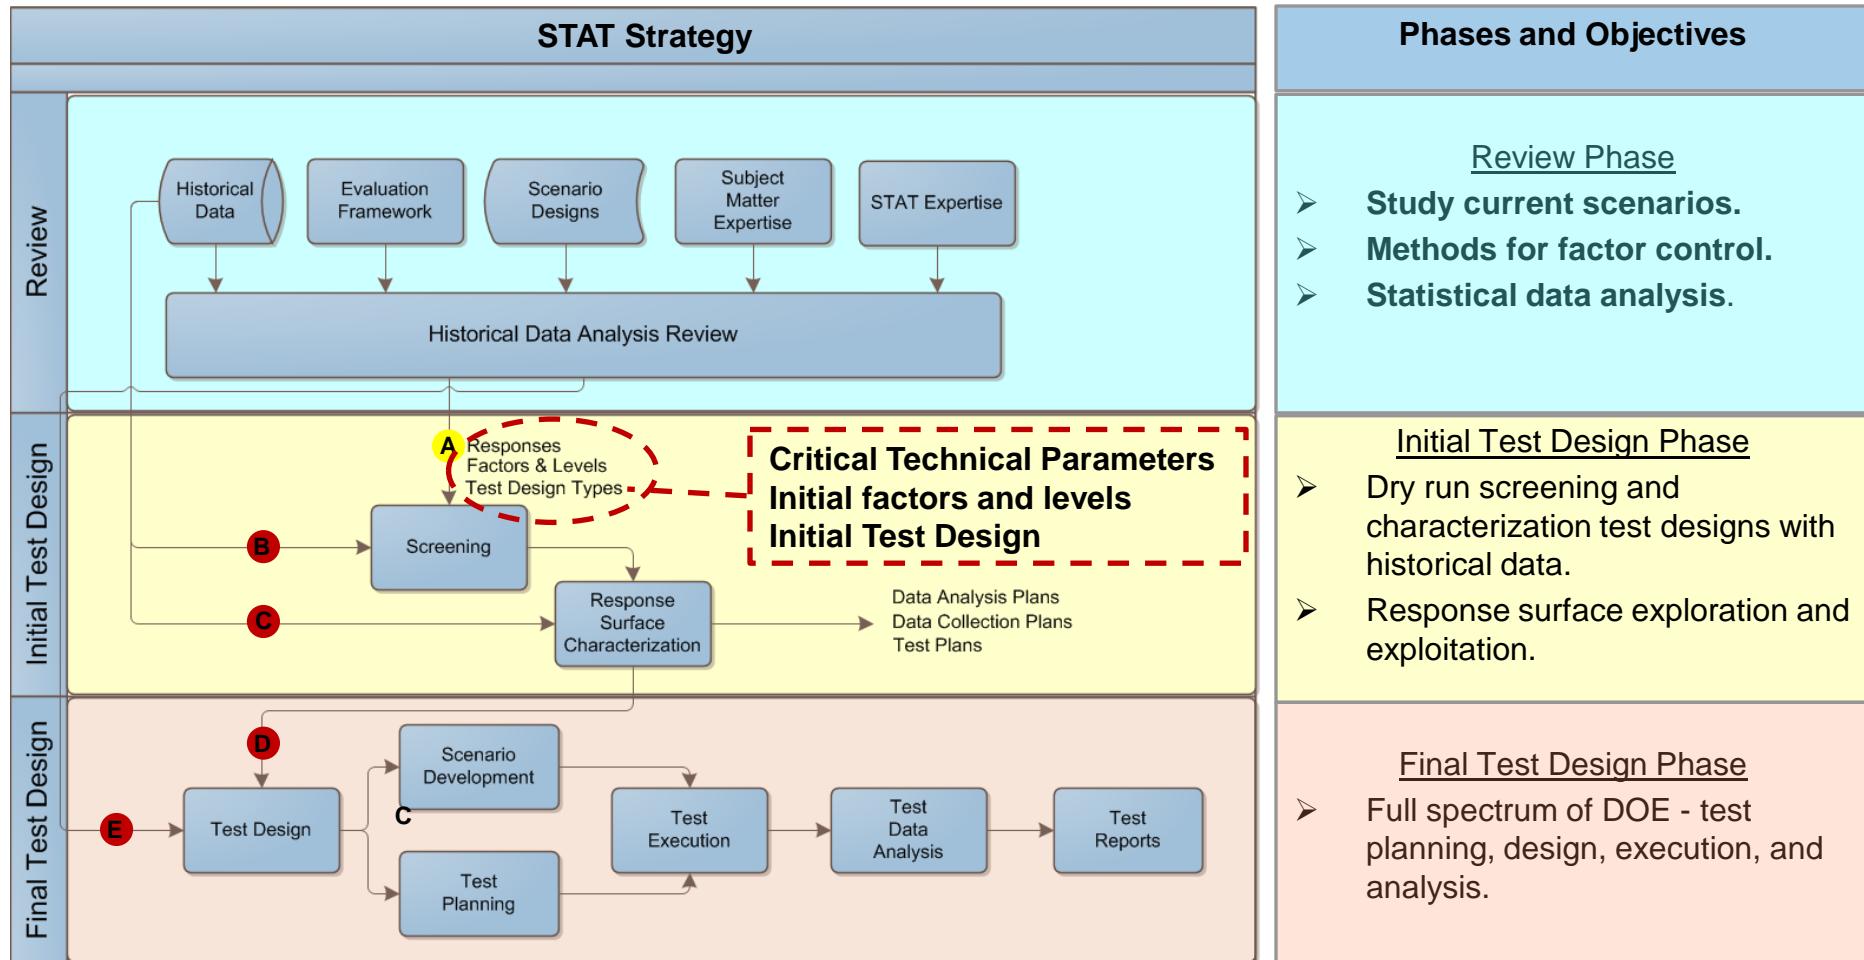 STAT Strategy
Review
Historical
Data
Evaluation
Framework
Scenario
Designs
Subject
Matter
Expertise
STAT Expertise
Historical Data Analysis Review
Initial Test Design
A
Responses
Factors & Levels
Test Design Types
Critical Technical Parameters
Initial factors and levels
Initial Test Design
B
Screening
C
Response
Surface
Characterization
Data Analysis Plans
Data Collection Plans
Test Plans
Final Test Design
D
E
Test Design
Scenario
Development
C
Test
Planning
Test
Execution
Test
Data
Analysis
Test
Reports
Phases and Objectives
Review Phase
➢ Study current scenarios.
➢ Methods for factor control.
➢ Statistical data analysis.
Initial Test Design Phase
➢ Dry run screening and
characterization test designs with
historical data.
➢ Response surface exploration and
exploitation.
Final Test Design Phase
➢ Full spectrum of DOE - test
planning, design, execution, and
analysis.